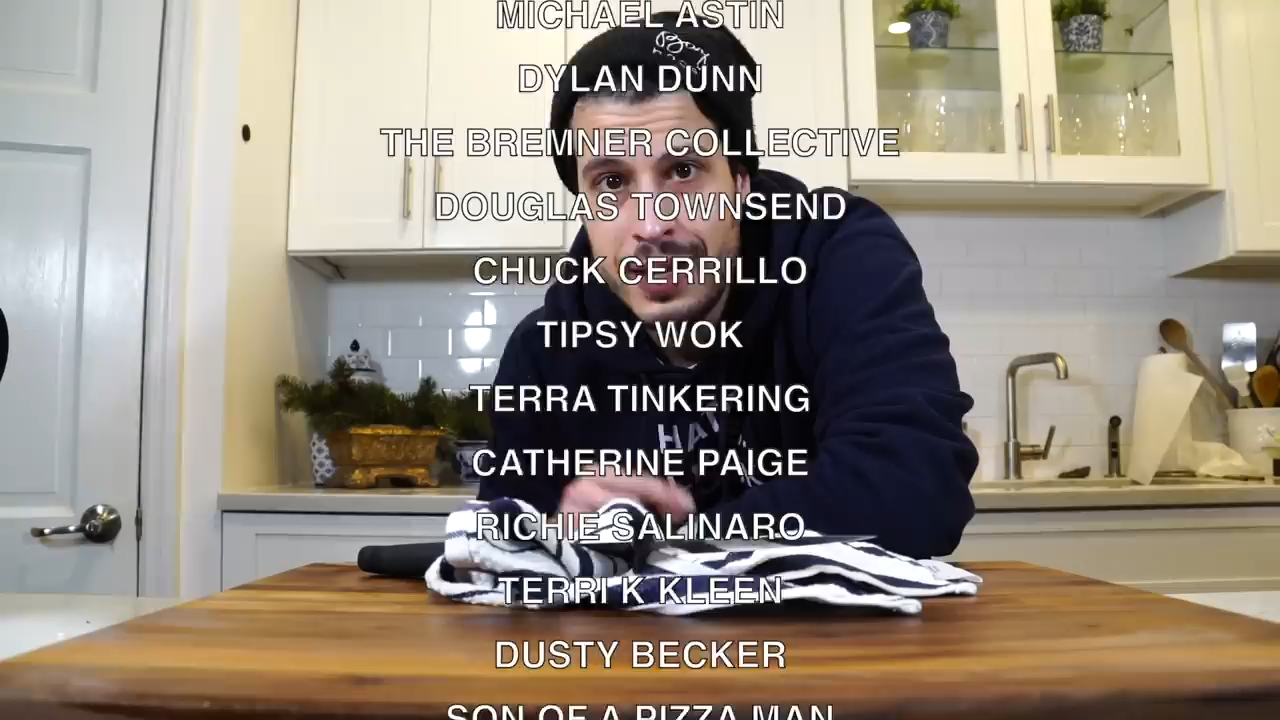 MICHAEL ASTIN
DYLAN DUNN
THE BREMNER COLLECTIVE
DOUGLAS TOWNSEND
CHUCK CERRILLO
TIPSY WOK
TERRA TINKERING
CATHERINE PAIGE
RICHIE SALINARO
TERRI K KLEEN
DUSTY BECKER
SON OF A PIZZA MAN